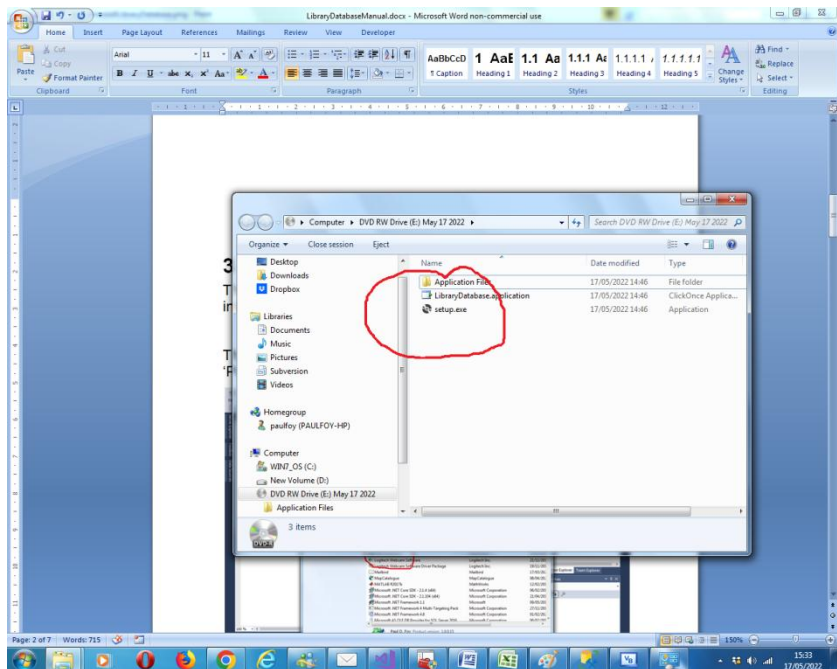 LibraryDatabaseManual.docx - Microsoft Word non-commercial use
Home Insert Page Layout References Mailings Review View Developer
Cut
Copy
Format Painter
Paste
Clipboard
Arial 11
Font
Paragraph
AaBbCcD 1 AaB 1.1 Aa 1.1.1 Aa 1.1.1.1 1.1.1.1.1
¶ Caption Heading 1 Heading 2 Heading 3 Heading 4 Heading 5
Change Styles
Styles
Find
Replace
Select
Editing
Computer DVD RW Drive (E:) May 17 2022
Search DVD RW Drive (E:) May 17 2022
Organize Close session Eject
Desktop
Downloads
Dropbox
Libraries
Documents
Music
Pictures
Subversion
Videos
Homegroup
paulfoy (PAULFOY-HP)
Computer
WIN7_OS (C:)
New Volume (D:)
DVD RW Drive (E:) May 17 2022
Application Files
Name Date modified Type
Application Files 17/05/2022 14:46 File folder
LibraryDatabase.application 17/05/2022 14:46 ClickOnce Applica...
setup.exe 17/05/2022 14:46 Application
3 items
DVD-R
3
T
in
T
Page: 2 of 7 Words: 715
150%
15:33
17/05/2022